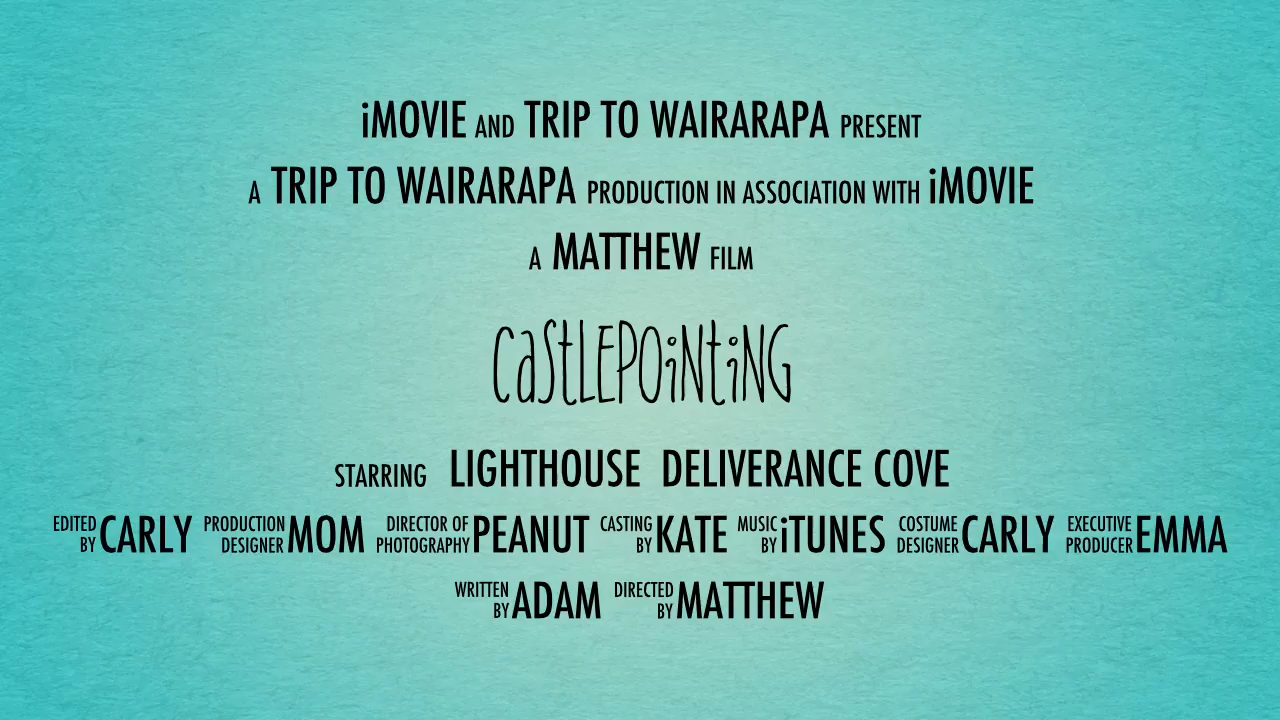 iMOVIE AND TRIP TO WAIRARAPA PRESENT
A TRIP TO WAIRARAPA PRODUCTION IN ASSOCIATION WITH iMOVIE
A MATTHEW FILM
CaStLEPOiNtiNG
STARRING LIGHTHOUSE DELIVERANCE COVE
EDITED BY CARLY PRODUCTION DESIGNER MOM DIRECTOR OF PHOTOGRAPHY PEANUT CASTING BY KATE MUSIC BY iTUNES COSTUME DESIGNER CARLY EXECUTIVE PRODUCER EMMA
WRITTEN BY ADAM DIRECTED BY MATTHEW